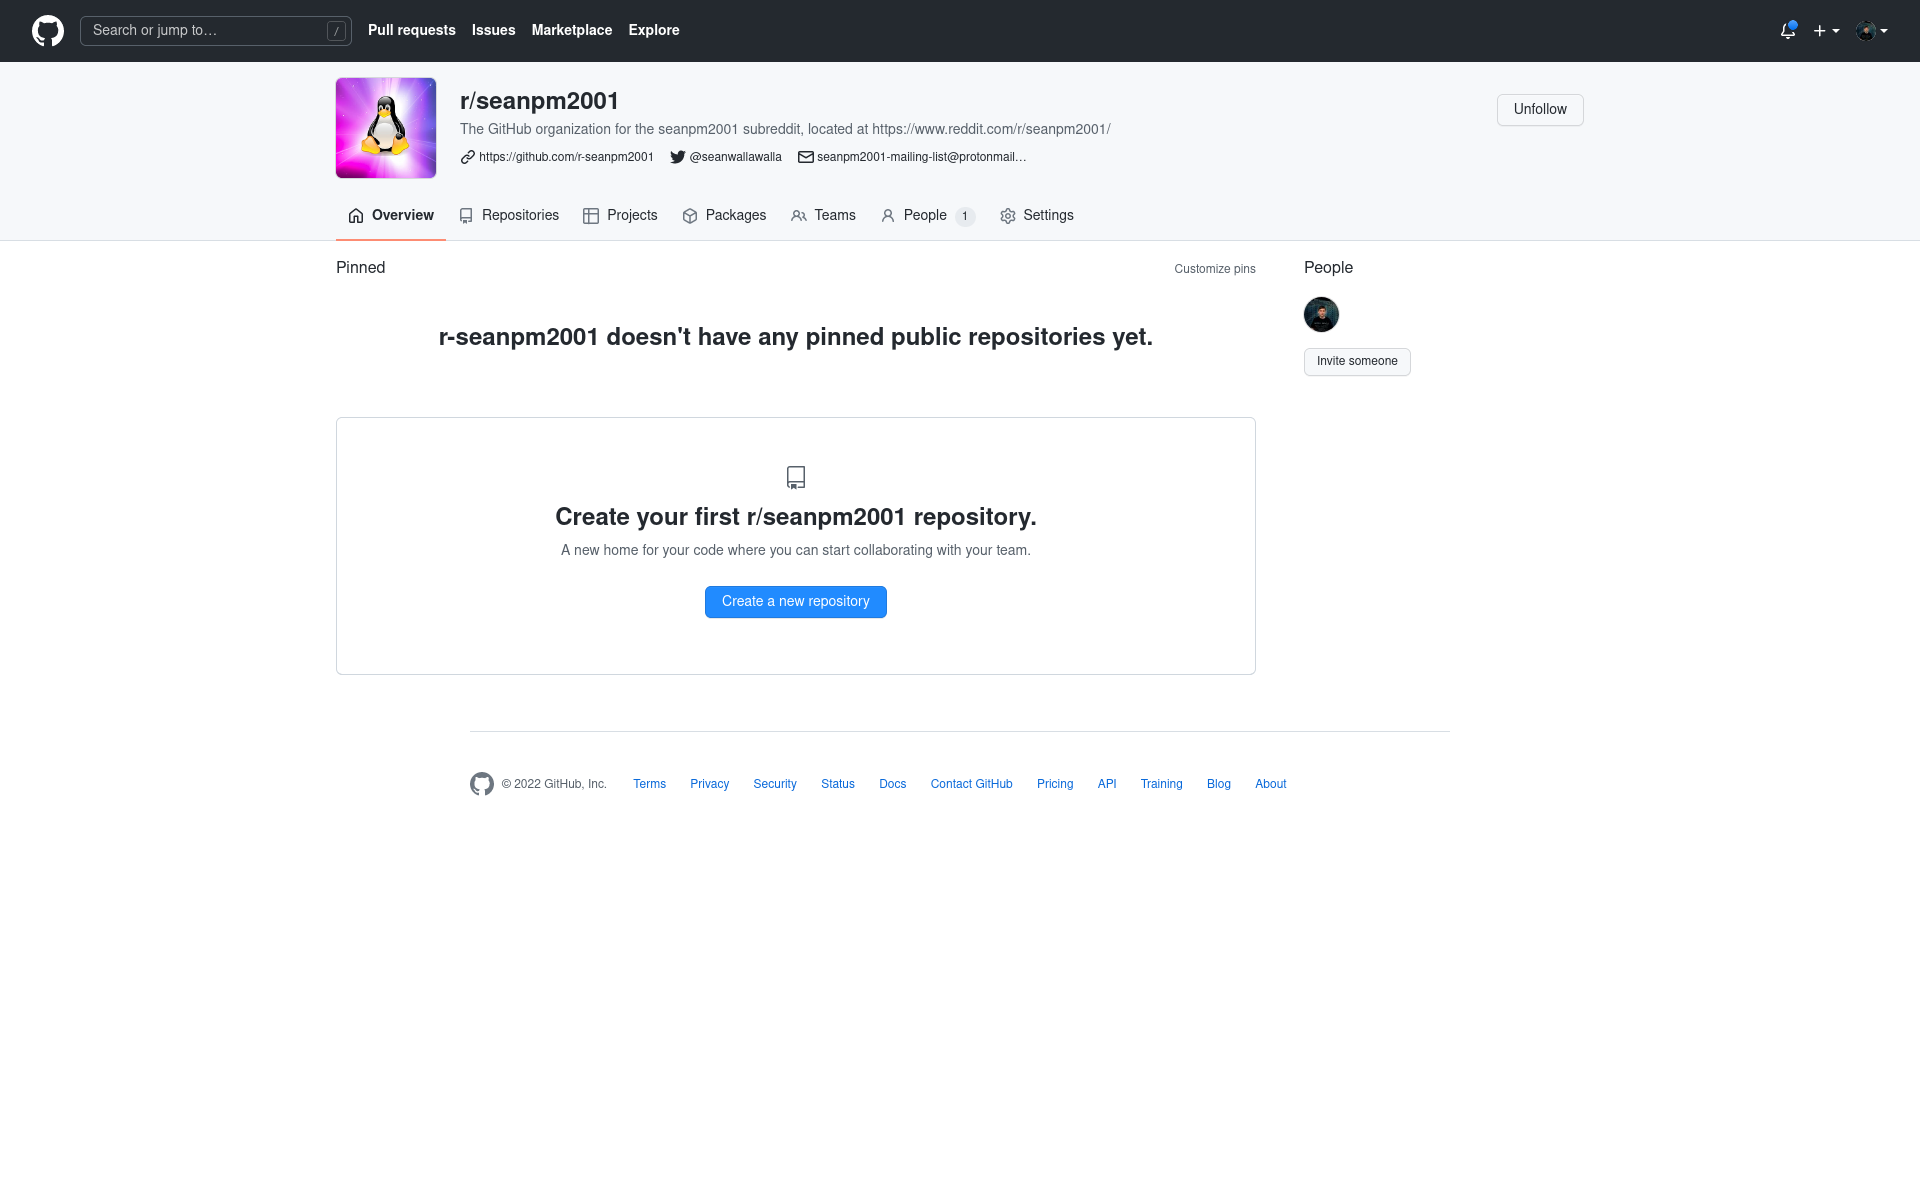 Search or jump to…
/
Pull requests
Issues
Marketplace
Explore
r/seanpm2001
Unfollow
The GitHub organization for the seanpm2001 subreddit, located at https://www.reddit.com/r/seanpm2001/
https://github.com/r-seanpm2001
@seanwallawalla
seanpm2001-mailing-list@protonmail…
Overview
Repositories
Projects
Packages
Teams
People 1
Settings
Pinned
Customize pins
People
r-seanpm2001 doesn't have any pinned public repositories yet.
Invite someone
Create your first r/seanpm2001 repository.
A new home for your code where you can start collaborating with your team.
Create a new repository
© 2022 GitHub, Inc.
Terms
Privacy
Security
Status
Docs
Contact GitHub
Pricing
API
Training
Blog
About